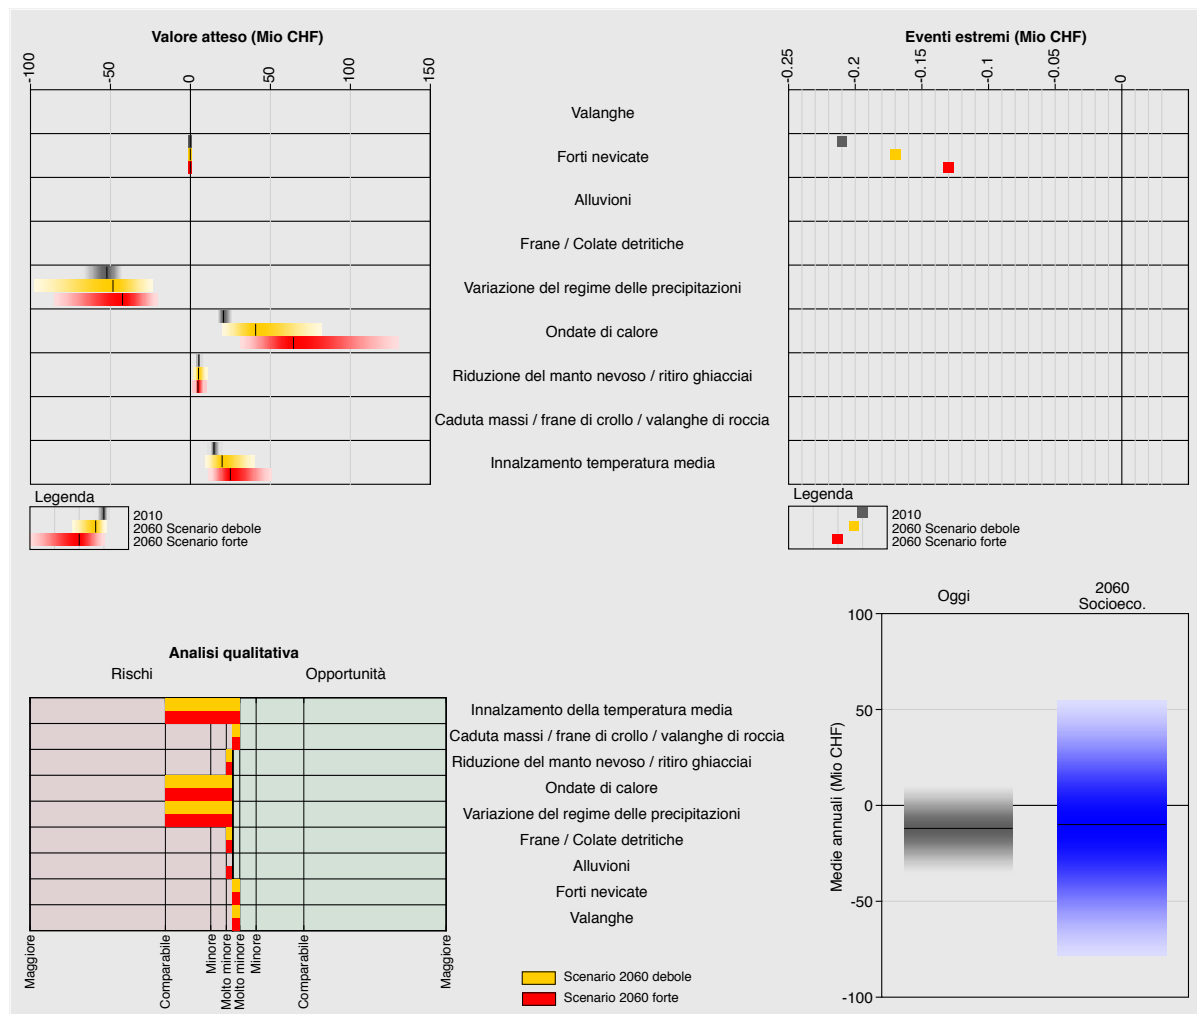 Valore atteso (Mio CHF)
-100
-50
0
50
100
150
Eventi estremi (Mio CHF)
-0.25
-0.2
-0.15
-0.1
-0.05
0
Valanghe
Forti nevicate
Alluvioni
Frane / Colate detritiche
Variazione del regime delle precipitazioni
Ondate di calore
Riduzione del manto nevoso / ritiro ghiacciai
Caduta massi / frane di crollo / valanghe di roccia
Innalzamento temperatura media
Legenda
2010
2060 Scenario debole
2060 Scenario forte
Legenda
2010
2060 Scenario debole
2060 Scenario forte
Analisi qualitativa
Rischi
Opportunità
Innalzamento della temperatura media
Caduta massi / frane di crollo / valanghe di roccia
Riduzione del manto nevoso / ritiro ghiacciai
Ondate di calore
Variazione del regime delle precipitazioni
Frane / Colate detritiche
Alluvioni
Forti nevicate
Valanghe
Maggiore
Comparabile
Minore
Molto minore
Molto minore
Minore
Comparabile
Maggiore
Scenario 2060 debole
Scenario 2060 forte
Oggi
2060
Socioeco.
Medie annuali (Mio CHF)
100
50
0
-50
-100